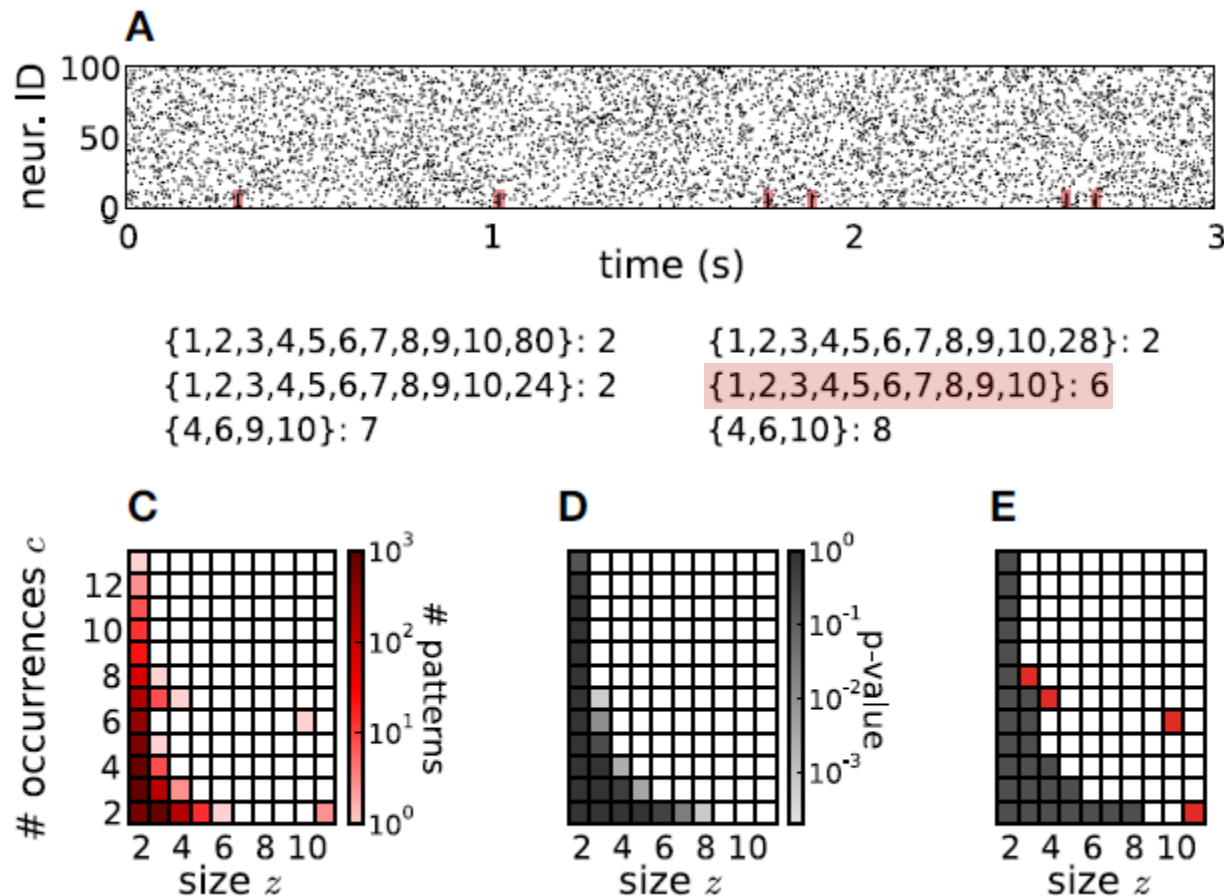 A
neur. ID
100
50
0
0 1 2 3
time (s)
{1,2,3,4,5,6,7,8,9,10,80}: 2 {1,2,3,4,5,6,7,8,9,10,28}: 2
{1,2,3,4,5,6,7,8,9,10,24}: 2 {1,2,3,4,5,6,7,8,9,10}: 6
{4,6,9,10}: 7 {4,6,10}: 8
C
# occurrences c
12
10
8
6
4
2
2 4 6 8 10
size z
10³
10²
10¹
10⁰
# patterns
D
2 4 6 8 10
size z
10⁰
10⁻¹
10⁻²
10⁻³
p-value
E
2 4 6 8 10
size z